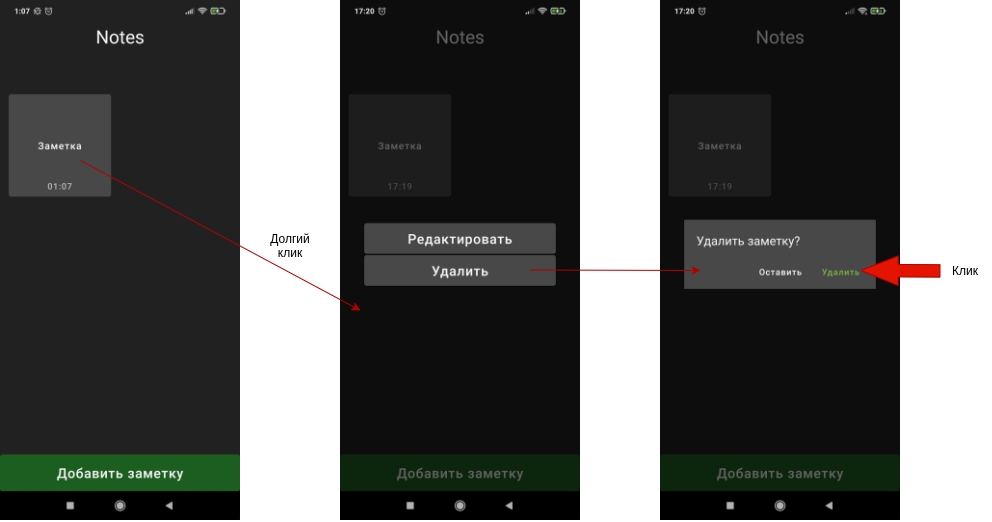 1:07
Notes
Заметка
01:07
Добавить заметку
Долгий
клик
17:20
Notes
Заметка
17:19
Редактировать
Удалить
Добавить заметку
17:20
Notes
Заметка
17:19
Удалить заметку?
Оставить Удалить
Добавить заметку
Клик